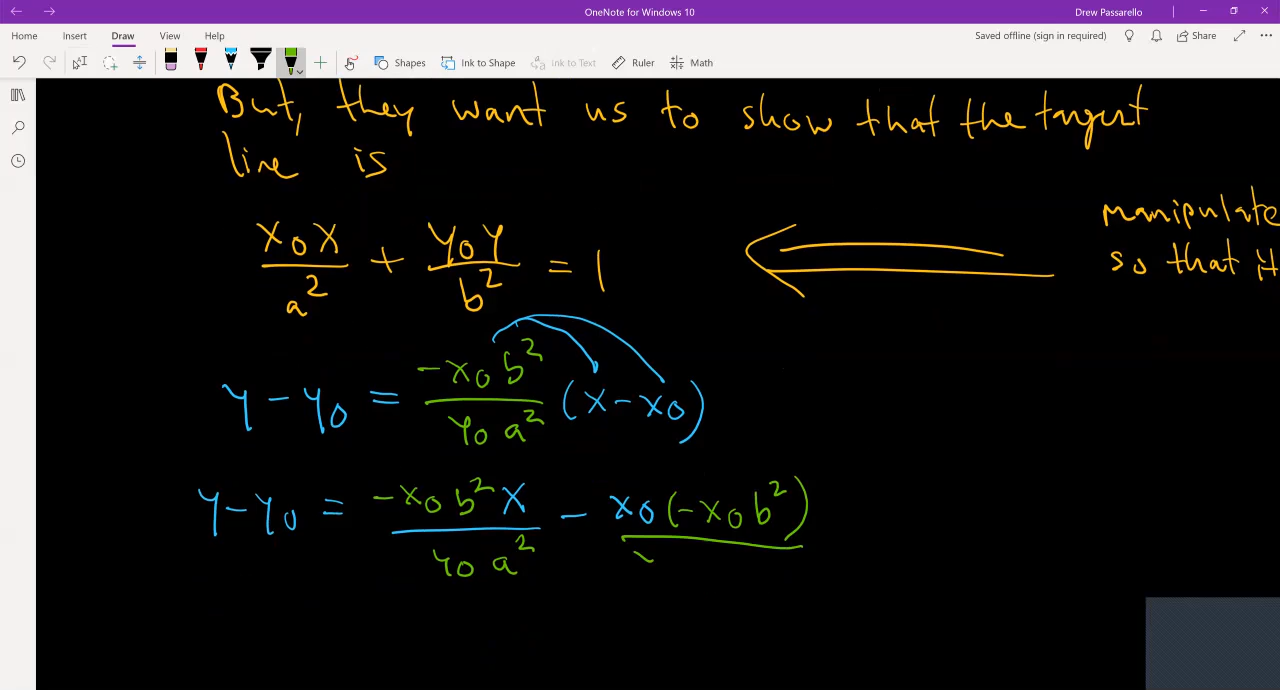 OneNote for Windows 10
Drew Passarello
Home Insert Draw View Help
Saved offline (sign in required)
Share
Shapes Ink to Shape Ink to Text Ruler Math
But, they want us to show that the tangent
line is
x₀x/a² + y₀y/b² = 1
manipulate
so that it
y - y₀ = -x₀b²/y₀a² (x - x₀)
y - y₀ = -x₀b²x/y₀a² - x₀(-x₀b²)